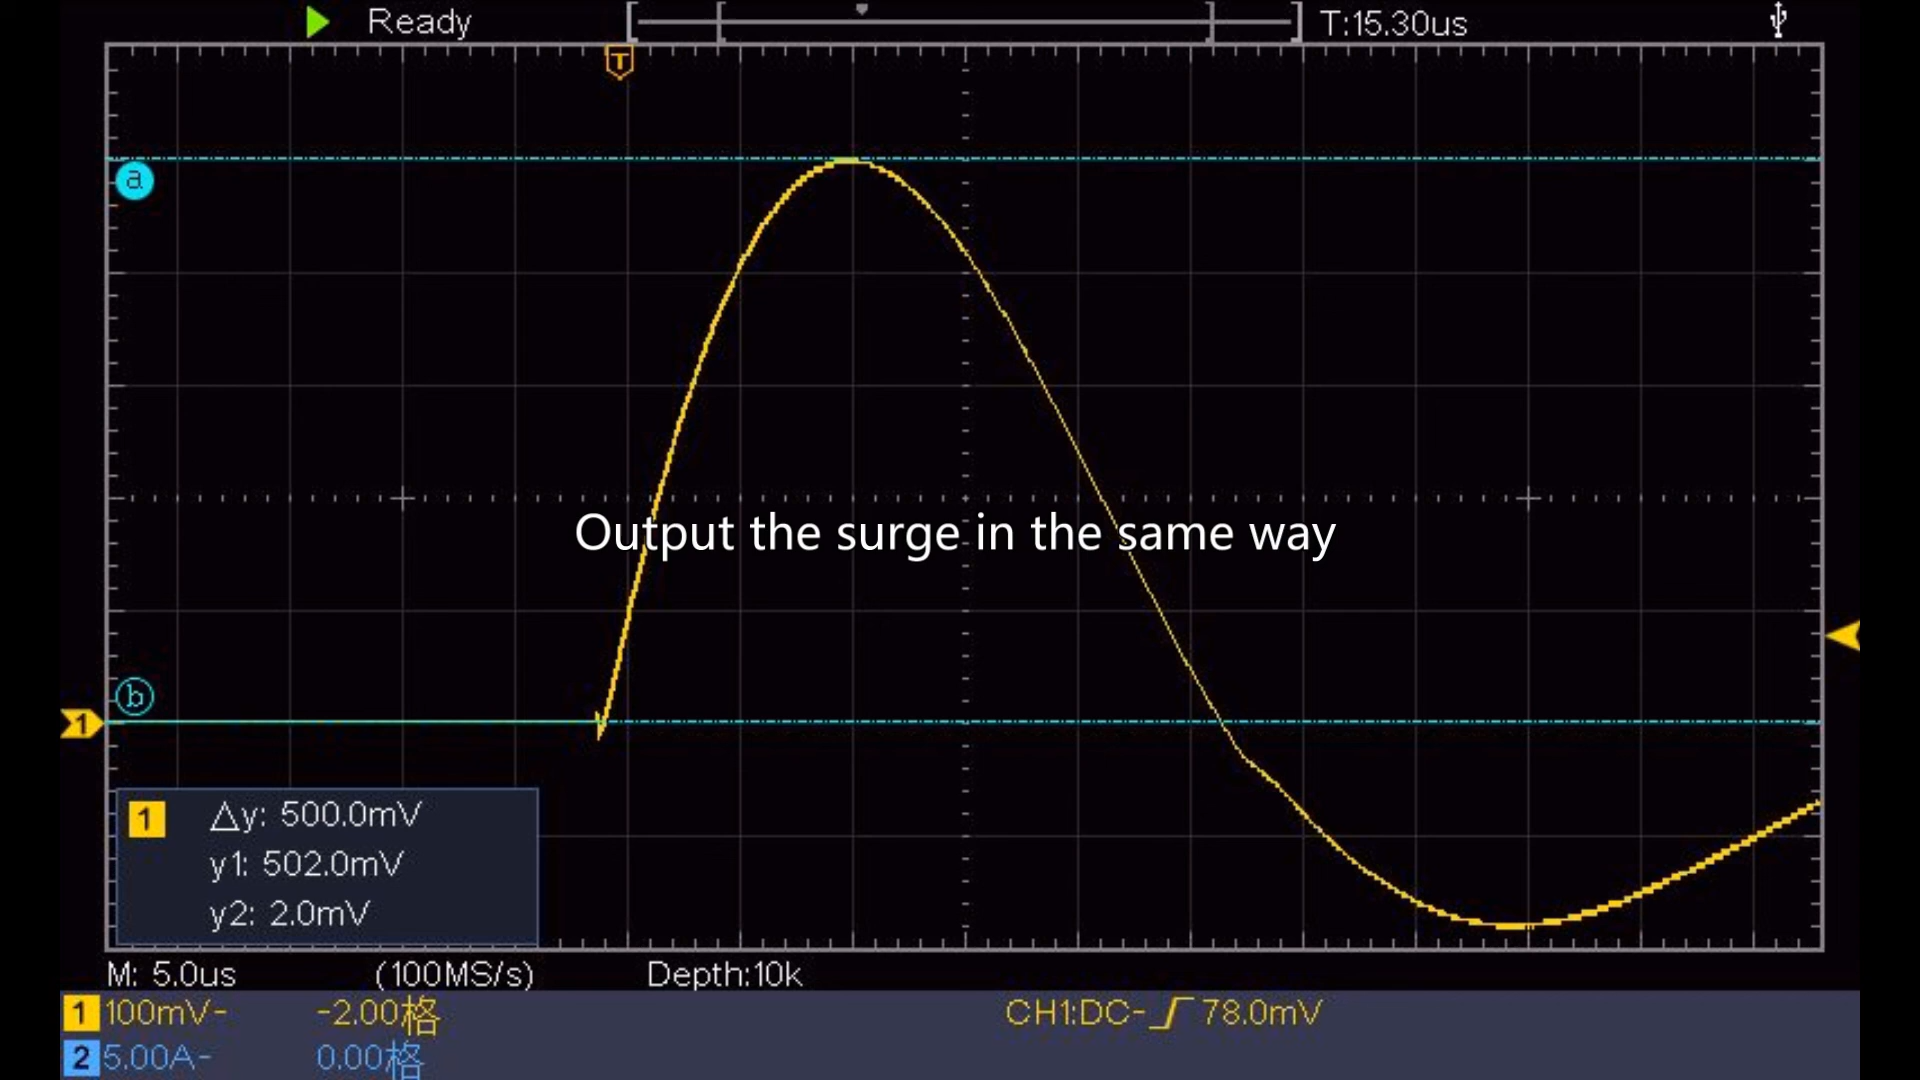 Ready
T:15.30us
T
a
Output the surge in the same way
b
1
1
Δy: 500.0mV
y1: 502.0mV
y2: 2.0mV
M: 5.0us (100MS/s) Depth:10k
1 100mV- -2.00格 CH1:DC- 78.0mV
2 5.00A- 0.00格